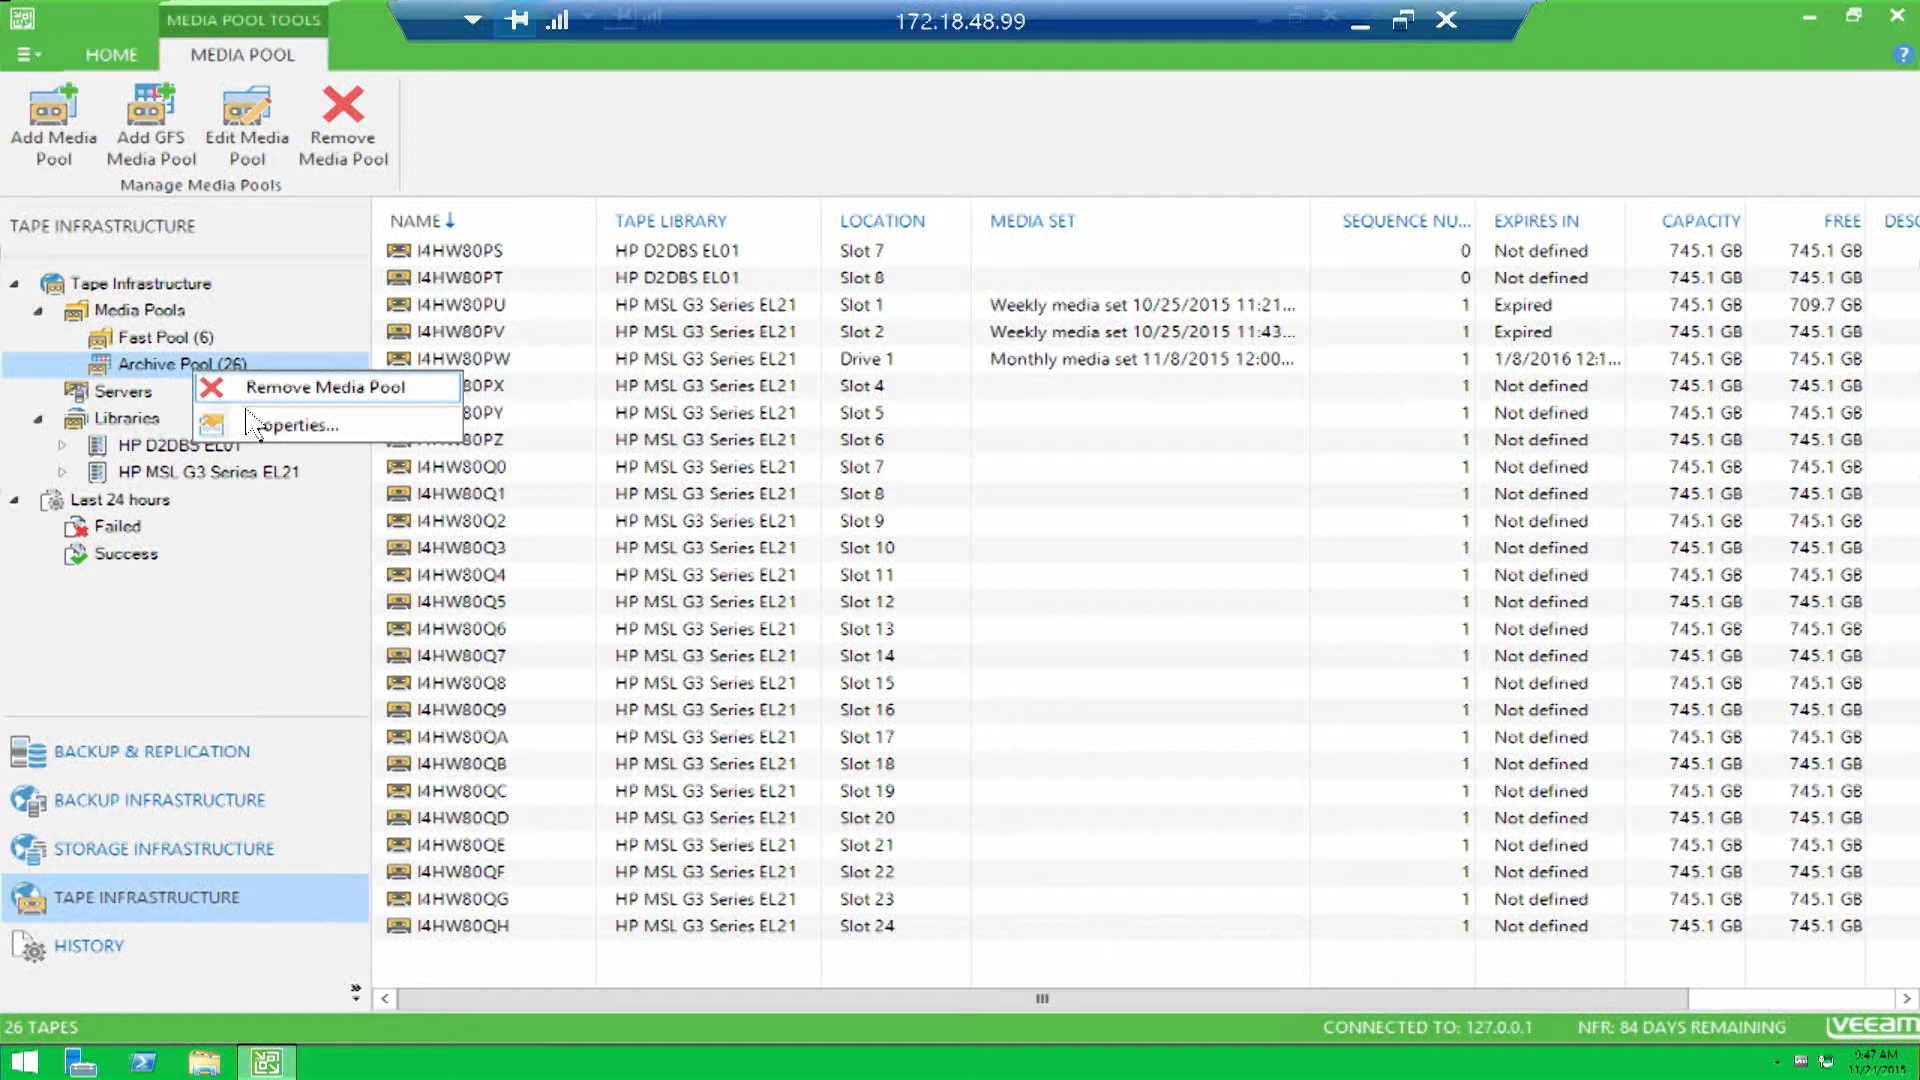 MEDIA POOL TOOLS
172.18.48.99
HOME
MEDIA POOL
Add Media Pool
Add GFS Media Pool
Edit Media Pool
Remove Media Pool
Manage Media Pools
TAPE INFRASTRUCTURE
Tape Infrastructure
Media Pools
Fast Pool (6)
Archive Pool (26)
Remove Media Pool
Servers
operties...
Libraries
HP D2DBS EL01
HP MSL G3 Series EL21
Last 24 hours
Failed
Success
BACKUP & REPLICATION
BACKUP INFRASTRUCTURE
STORAGE INFRASTRUCTURE
TAPE INFRASTRUCTURE
HISTORY
NAME TAPE LIBRARY LOCATION MEDIA SET SEQUENCE NU... EXPIRES IN CAPACITY FREE DESC
I4HW80PS HP D2DBS EL01 Slot 7 0 Not defined 745.1 GB 745.1 GB
I4HW80PT HP D2DBS EL01 Slot 8 0 Not defined 745.1 GB 745.1 GB
I4HW80PU HP MSL G3 Series EL21 Slot 1 Weekly media set 10/25/2015 11:21... 1 Expired 745.1 GB 709.7 GB
I4HW80PV HP MSL G3 Series EL21 Slot 2 Weekly media set 10/25/2015 11:43... 1 Expired 745.1 GB 745.1 GB
I4HW80PW HP MSL G3 Series EL21 Drive 1 Monthly media set 11/8/2015 12:00... 1 1/8/2016 12:1... 745.1 GB 745.1 GB
80PX HP MSL G3 Series EL21 Slot 4 1 Not defined 745.1 GB 745.1 GB
80PY HP MSL G3 Series EL21 Slot 5 1 Not defined 745.1 GB 745.1 GB
80PZ HP MSL G3 Series EL21 Slot 6 1 Not defined 745.1 GB 745.1 GB
I4HW80Q0 HP MSL G3 Series EL21 Slot 7 1 Not defined 745.1 GB 745.1 GB
I4HW80Q1 HP MSL G3 Series EL21 Slot 8 1 Not defined 745.1 GB 745.1 GB
I4HW80Q2 HP MSL G3 Series EL21 Slot 9 1 Not defined 745.1 GB 745.1 GB
I4HW80Q3 HP MSL G3 Series EL21 Slot 10 1 Not defined 745.1 GB 745.1 GB
I4HW80Q4 HP MSL G3 Series EL21 Slot 11 1 Not defined 745.1 GB 745.1 GB
I4HW80Q5 HP MSL G3 Series EL21 Slot 12 1 Not defined 745.1 GB 745.1 GB
I4HW80Q6 HP MSL G3 Series EL21 Slot 13 1 Not defined 745.1 GB 745.1 GB
I4HW80Q7 HP MSL G3 Series EL21 Slot 14 1 Not defined 745.1 GB 745.1 GB
I4HW80Q8 HP MSL G3 Series EL21 Slot 15 1 Not defined 745.1 GB 745.1 GB
I4HW80Q9 HP MSL G3 Series EL21 Slot 16 1 Not defined 745.1 GB 745.1 GB
I4HW80QA HP MSL G3 Series EL21 Slot 17 1 Not defined 745.1 GB 745.1 GB
I4HW80QB HP MSL G3 Series EL21 Slot 18 1 Not defined 745.1 GB 745.1 GB
I4HW80QC HP MSL G3 Series EL21 Slot 19 1 Not defined 745.1 GB 745.1 GB
I4HW80QD HP MSL G3 Series EL21 Slot 20 1 Not defined 745.1 GB 745.1 GB
I4HW80QE HP MSL G3 Series EL21 Slot 21 1 Not defined 745.1 GB 745.1 GB
I4HW80QF HP MSL G3 Series EL21 Slot 22 1 Not defined 745.1 GB 745.1 GB
I4HW80QG HP MSL G3 Series EL21 Slot 23 1 Not defined 745.1 GB 745.1 GB
I4HW80QH HP MSL G3 Series EL21 Slot 24 1 Not defined 745.1 GB 745.1 GB
26 TAPES
CONNECTED TO: 127.0.0.1
NFR: 84 DAYS REMAINING
veeam
9:47 AM
11/24/2015